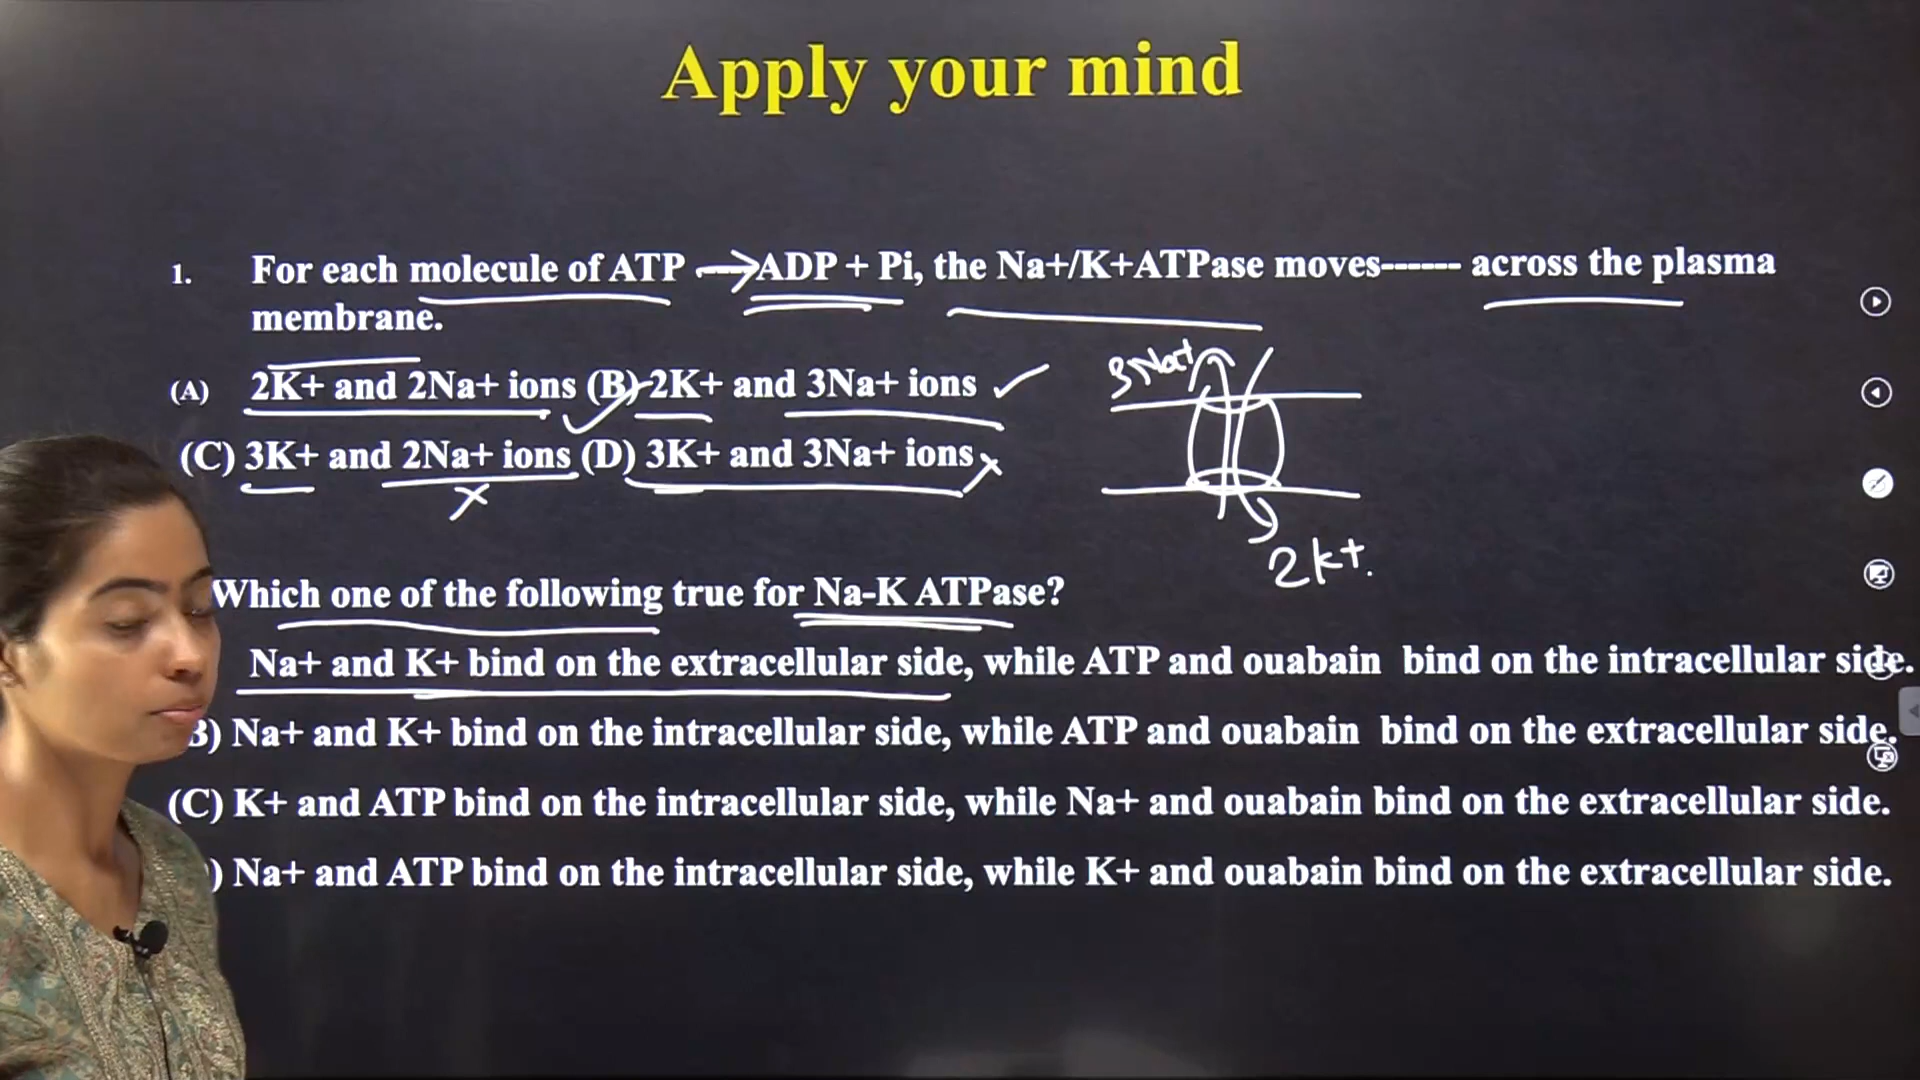 Apply your mind
1. For each molecule of ATP ---->ADP + Pi, the Na+/K+ATPase moves------ across the plasma
membrane.
(A) 2K+ and 2Na+ ions (B) 2K+ and 3Na+ ions
(C) 3K+ and 2Na+ ions (D) 3K+ and 3Na+ ions
3Na+
2K+.
Which one of the following true for Na-K ATPase?
Na+ and K+ bind on the extracellular side, while ATP and ouabain bind on the intracellular side.
B) Na+ and K+ bind on the intracellular side, while ATP and ouabain bind on the extracellular side.
(C) K+ and ATP bind on the intracellular side, while Na+ and ouabain bind on the extracellular side.
) Na+ and ATP bind on the intracellular side, while K+ and ouabain bind on the extracellular side.